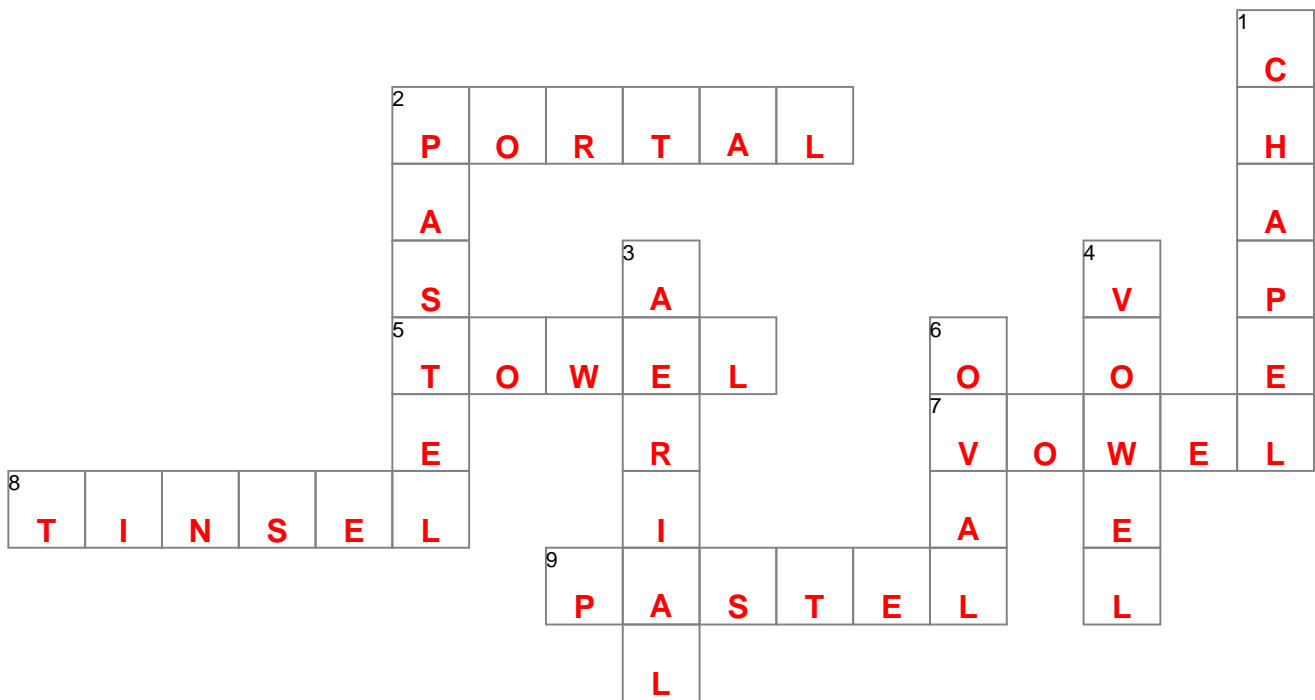 1
C
2
P O R T A L
H
A
A
3
4
S
A
V
P
5
6
T O W E L
O
O
E
7
E
R
V O W E L
8
T I N S E L
I
A
E
9
P A S T E L
L
L